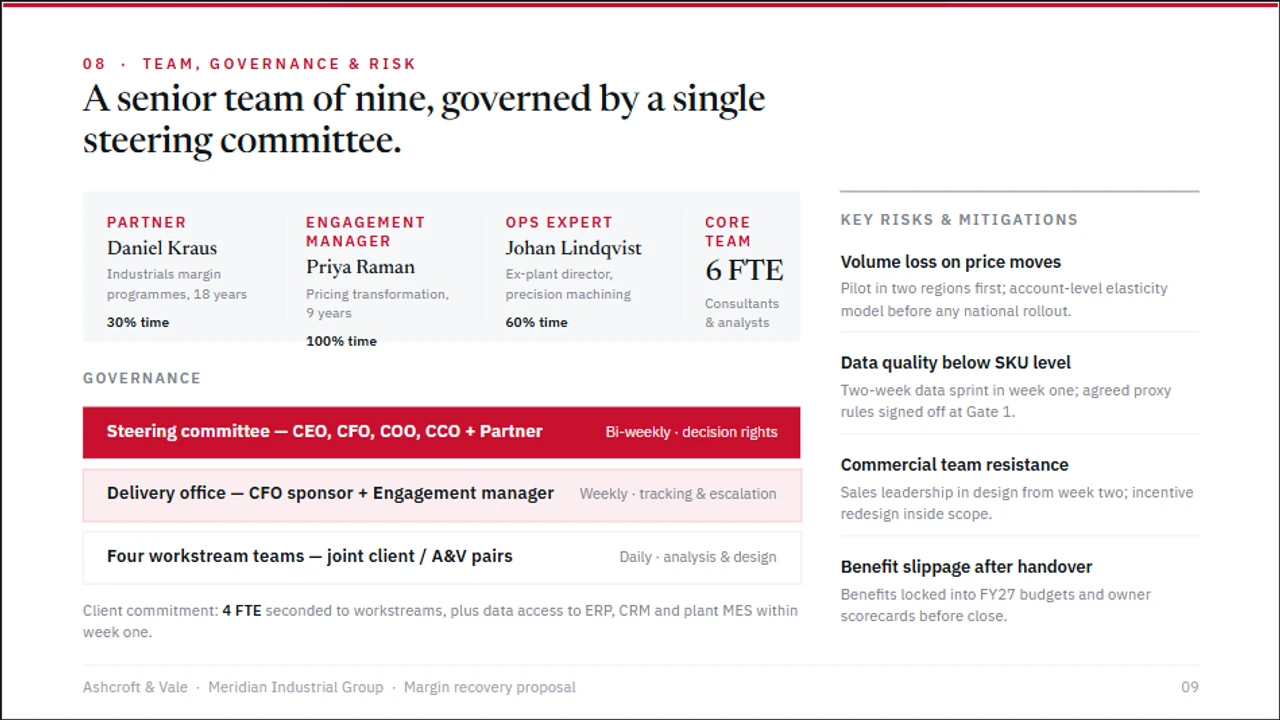 08 · TEAM, GOVERNANCE & RISK
A senior team of nine, governed by a single
steering committee.
PARTNER
Daniel Kraus
Industrials margin
programmes, 18 years
30% time
ENGAGEMENT
MANAGER
Priya Raman
Pricing transformation,
9 years
100% time
OPS EXPERT
Johan Lindqvist
Ex-plant director,
precision machining
60% time
CORE
TEAM
6 FTE
Consultants
& analysts
GOVERNANCE
Steering committee — CEO, CFO, COO, CCO + Partner
Bi-weekly · decision rights
Delivery office — CFO sponsor + Engagement manager
Weekly · tracking & escalation
Four workstream teams — joint client / A&V pairs
Daily · analysis & design
Client commitment: 4 FTE seconded to workstreams, plus data access to ERP, CRM and plant MES within
week one.
KEY RISKS & MITIGATIONS
Volume loss on price moves
Pilot in two regions first; account-level elasticity
model before any national rollout.
Data quality below SKU level
Two-week data sprint in week one; agreed proxy
rules signed off at Gate 1.
Commercial team resistance
Sales leadership in design from week two; incentive
redesign inside scope.
Benefit slippage after handover
Benefits locked into FY27 budgets and owner
scorecards before close.
Ashcroft & Vale · Meridian Industrial Group · Margin recovery proposal
09